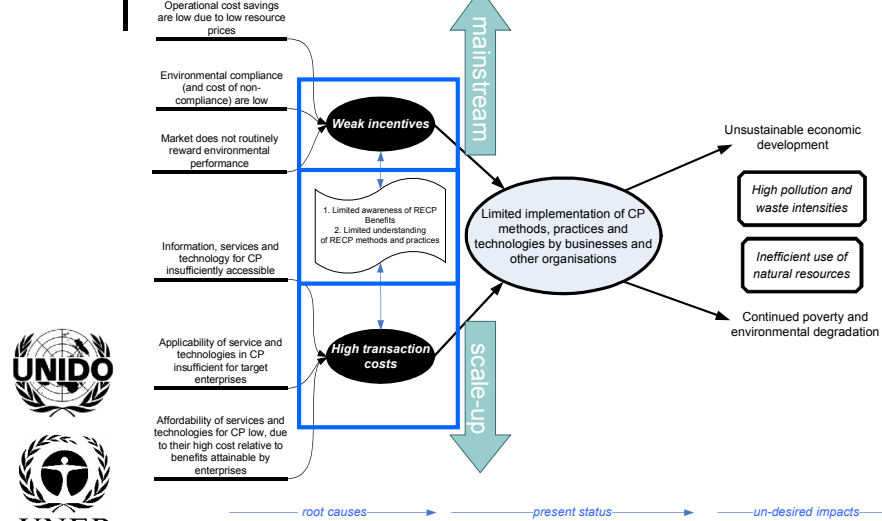 Operational cost savings
are low due to low resource
prices
Environmental compliance
(and cost of non-
compliance) are low
Market does not routinely
reward environmental
performance
Information, services and
technology for CP
insufficiently accessible
Applicability of service and
technologies in CP
insufficient for target
enterprises
Affordability of services and
technologies for CP low, due
to their high cost relative to
benefits attainable by
enterprises
Weak incentives
1. Limited awareness of RECP
Benefits
2. Limited understanding
of RECP methods and practices
High transaction
costs
mainstream
scale-up
Limited implementation of CP
methods, practices and
technologies by businesses and
other organisations
Unsustainable economic
development
High pollution and
waste intensities
Inefficient use of
natural resources
Continued poverty and
environmental degradation
UNIDO
UNEP
root causes
present status
un-desired impacts